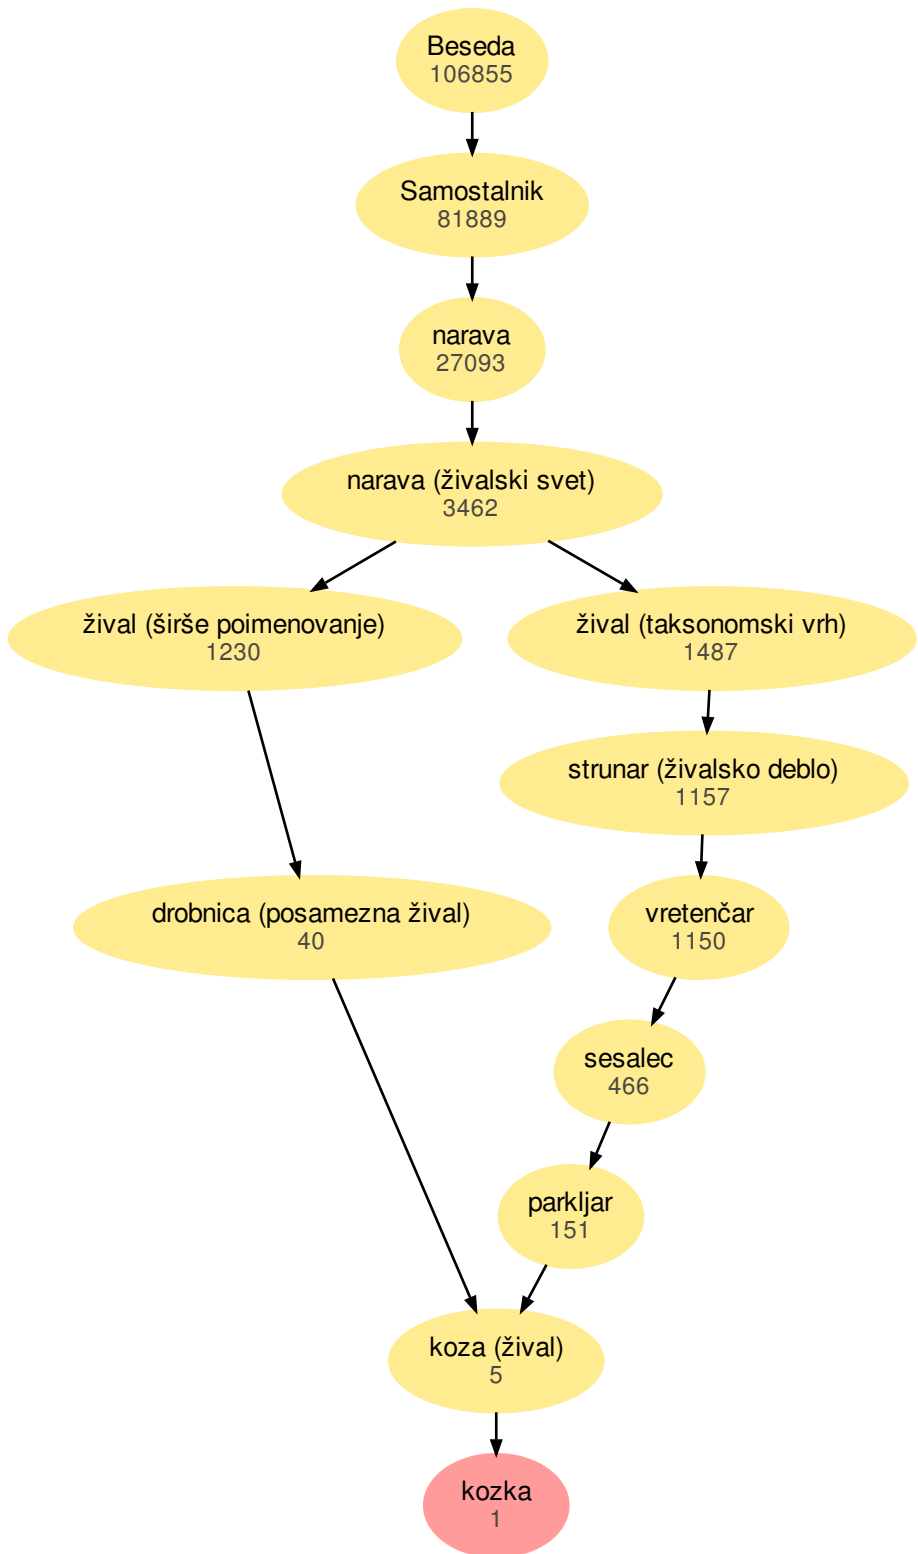 Beseda
106855
Samostalnik
81889
narava
27093
narava (živalski svet)
3462
žival (širše poimenovanje)
1230
žival (taksonomski vrh)
1487
strunar (živalsko deblo)
1157
drobnica (posamezna žival)
40
vretenčar
1150
sesalec
466
parkljar
151
koza (žival)
5
kozka
1